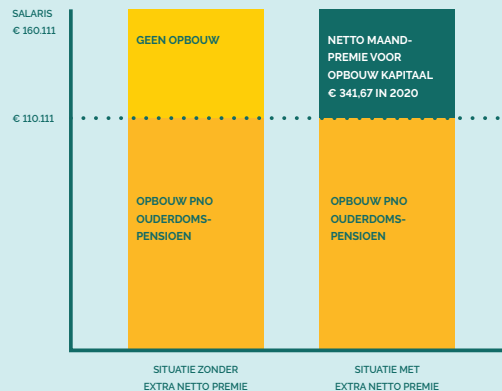 SALARIS
€ 160.111
GEEN OPBOUW
NETTO MAAND-
PREMIE VOOR
OPBOUW KAPITAAL
€ 341,67 IN 2020
€ 110.111
OPBOUW PNO
OUDERDOMS-
PENSIOEN
OPBOUW PNO
OUDERDOMS-
PENSIOEN
SITUATIE ZONDER
EXTRA NETTO PREMIE
SITUATIE MET
EXTRA NETTO PREMIE